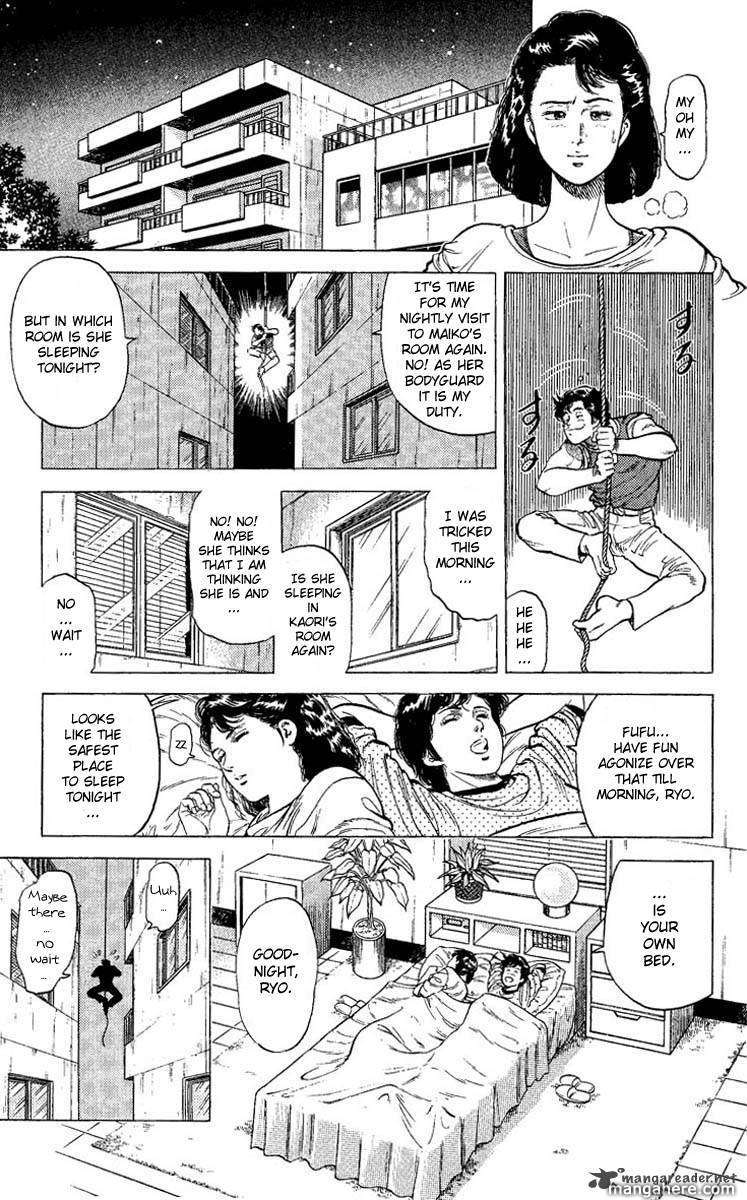 MY
OH
MY
...
する
する
HE
HE
HE
...
IT'S TIME
FOR MY
NIGHTLY VISIT
TO MAIKO'S
ROOM AGAIN.
NO! AS HER
BODYGUARD
IT IS MY
DUTY.
BUT IN WHICH
ROOM IS SHE
SLEEPING
TONIGHT?
I WAS
TRICKED
THIS
MORNING
...
IS SHE
SLEEPING
IN
KAORI'S
ROOM
AGAIN?
NO! NO!
MAYBE
SHE THINKS
THAT I AM
THINKING
SHE IS AND
...
NO
...
WAIT
...
FUFU...
... HAVE FUN
AGONIZE OVER
THAT TILL
MORNING, RYO.
ZZ
LOOKS
LIKE THE
SAFEST
PLACE
TO SLEEP
TONIGHT
...
...
IS
YOUR
OWN
BED.
GOOD-
NIGHT,
RYO.
Uuh
...
Maybe
there
...
no
wait
...
mangareader.net
mangahere.com